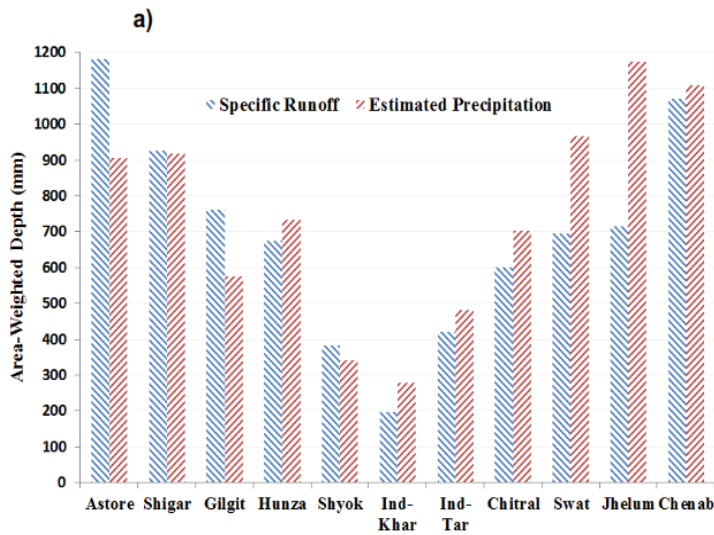 a)
1200
1100
1000
900
800
700
600
500
400
300
200
100
0
Area-Weighted Depth (mm)
Specific Runoff Estimated Precipitation
Astore Shigar Gilgit Hunza Shyok Ind- Ind- Chitral Swat Jhelum Chenab
Khar Tar